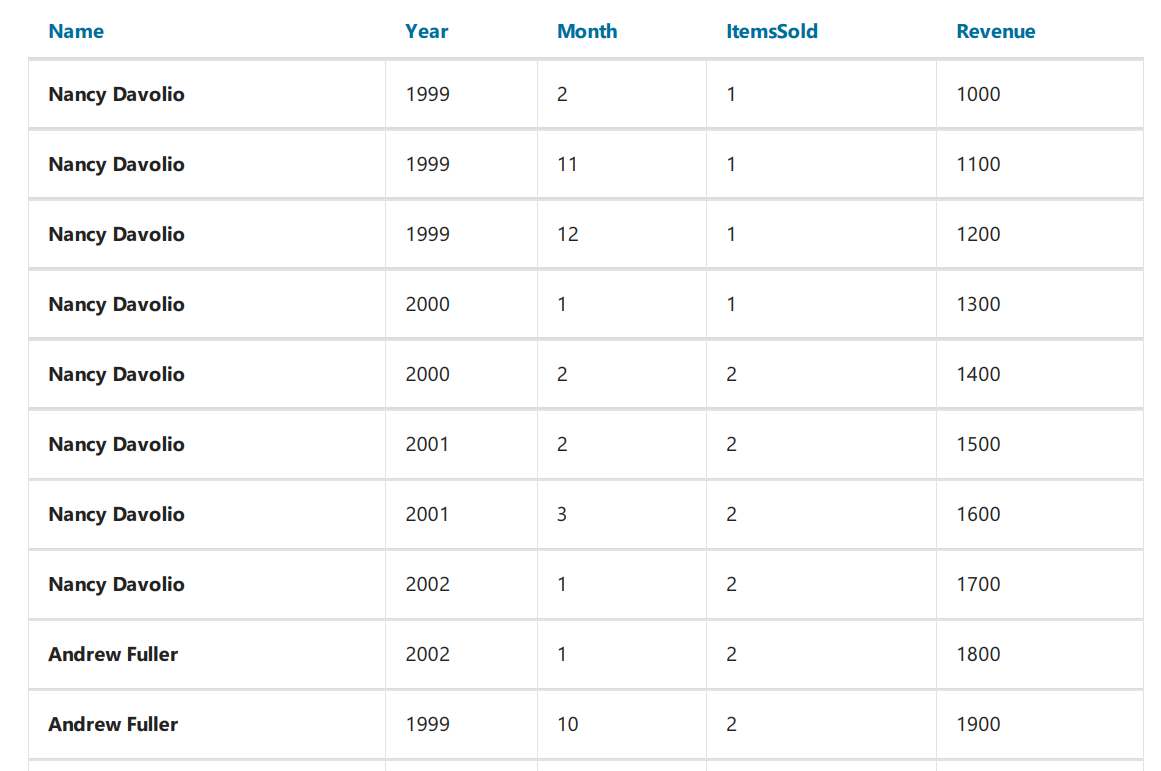 Name Year Month ItemsSold Revenue
Nancy Davolio 1999 2 1 1000
Nancy Davolio 1999 11 1 1100
Nancy Davolio 1999 12 1 1200
Nancy Davolio 2000 1 1 1300
Nancy Davolio 2000 2 2 1400
Nancy Davolio 2001 2 2 1500
Nancy Davolio 2001 3 2 1600
Nancy Davolio 2002 1 2 1700
Andrew Fuller 2002 1 2 1800
Andrew Fuller 1999 10 2 1900